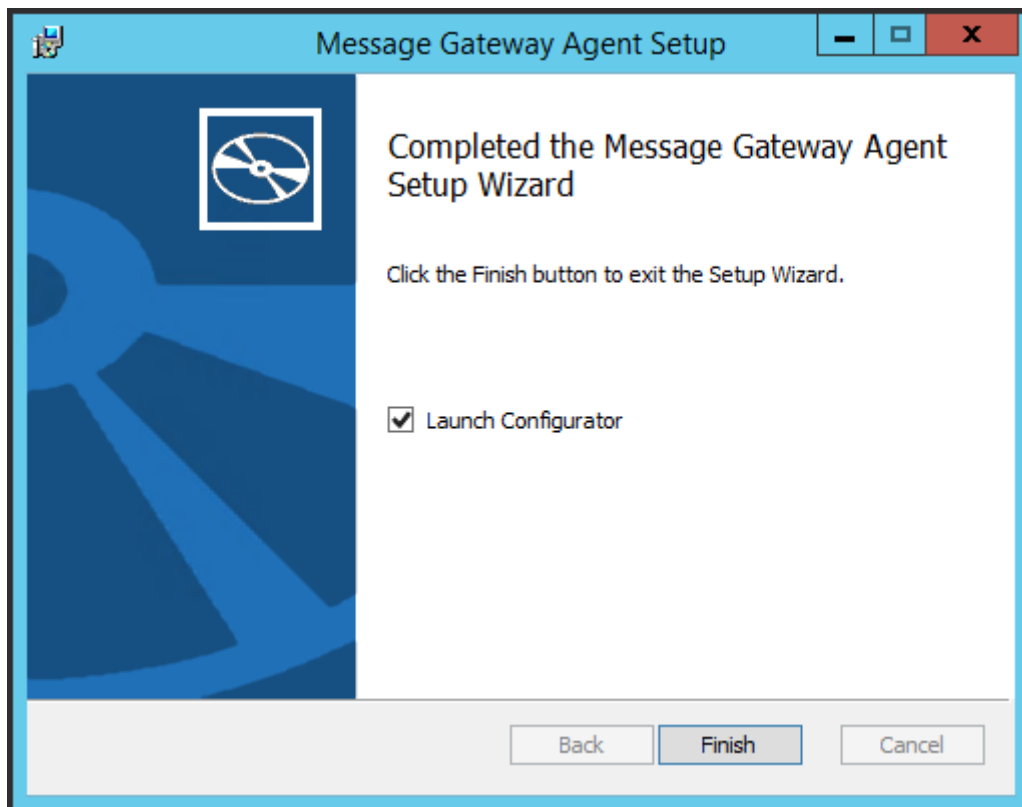 Message Gateway Agent Setup
Completed the Message Gateway Agent
Setup Wizard
Click the Finish button to exit the Setup Wizard.
Launch Configurator
Back
Finish
Cancel